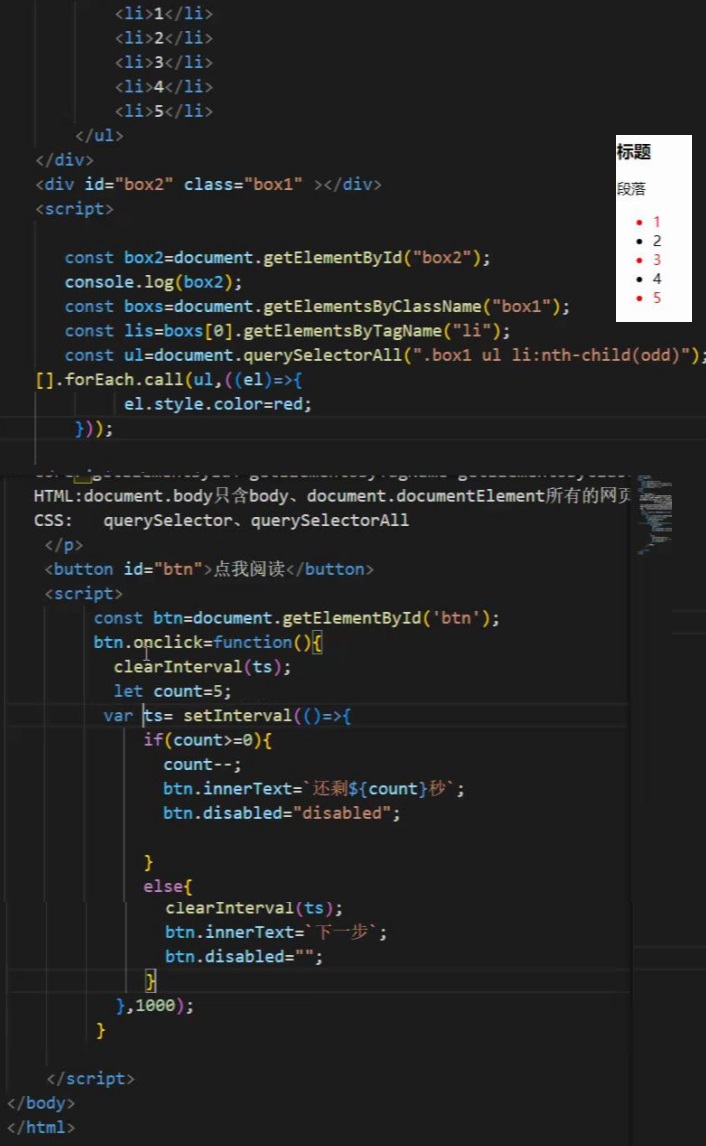 <li>1</li>
<li>2</li>
<li>3</li>
<li>4</li>
<li>5</li>
</ul>
</div>
<div id="box2" class="box1" ></div>
<script>
const box2=document.getElementById("box2");
console.log(box2);
const boxs=document.getElementsByClassName("box1");
const lis=boxs[0].getElementsByTagName("li");
const ul=document.querySelectorAll(".box1 ul li:nth-child(odd)");
[].forEach.call(ul,((el)=>{
el.style.color=red;
}));
标题
段落
1
2
3
4
5
HTML:document.body只含body、document.documentElement所有的网页
CSS: querySelector、querySelectorAll
</p>
<button id="btn">点我阅读</button>
<script>
const btn=document.getElementById('btn');
btn.onclick=function(){
clearInterval(ts);
let count=5;
var ts= setInterval(()=>{
if(count>=0){
count--;
btn.innerText=`还剩${count}秒`;
btn.disabled="disabled";
}
else{
clearInterval(ts);
btn.innerText=`下一步`;
btn.disabled="";
}
},1000);
}
</script>
</body>
</html>